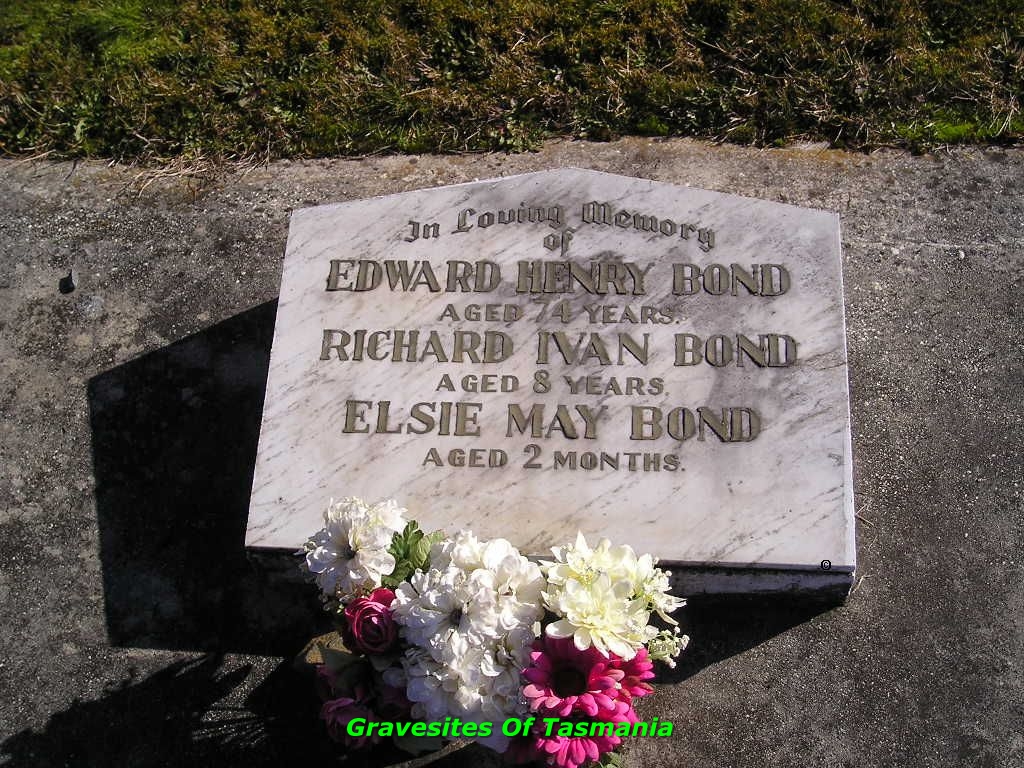 In Loving Memory
of
EDWARD HENRY BOND
AGED 74 YEARS.
RICHARD IVAN BOND
AGED 8 YEARS.
ELSIE MAY BOND
AGED 2 MONTHS.
©
Gravesites Of Tasmania